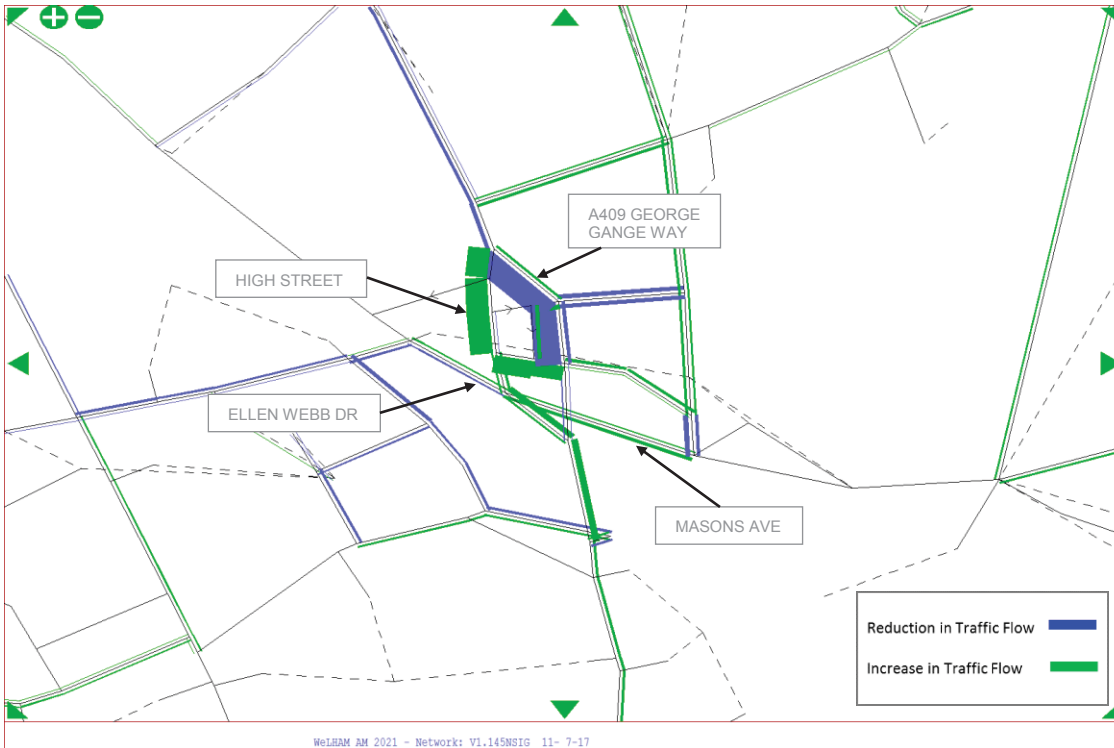 A409 GEORGE
GANGE WAY
HIGH STREET
ELLEN WEBB DR
MASONS AVE
Reduction in Traffic Flow
Increase in Traffic Flow
WeLHAM AM 2021 - Network: V1.145NSIG 11- 7-17